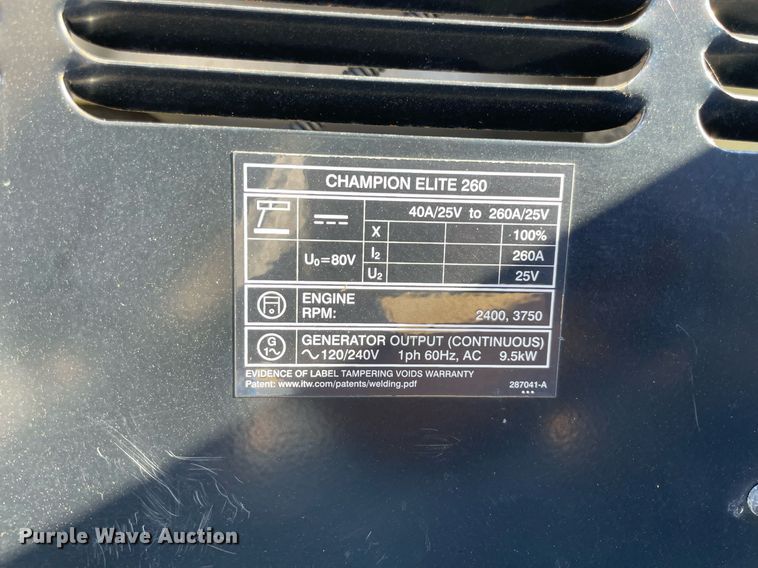 CHAMPION ELITE 260
40A/25V to 260A/25V
X 100%
U₀=80V I₂ 260A
U₂ 25V
ENGINE
RPM: 2400, 3750
G
1~ GENERATOR OUTPUT (CONTINUOUS)
~120/240V 1ph 60Hz, AC 9.5kW
EVIDENCE OF LABEL TAMPERING VOIDS WARRANTY
Patent: www.itw.com/patents/welding.pdf 287041-A
***
Purple Wave Auction